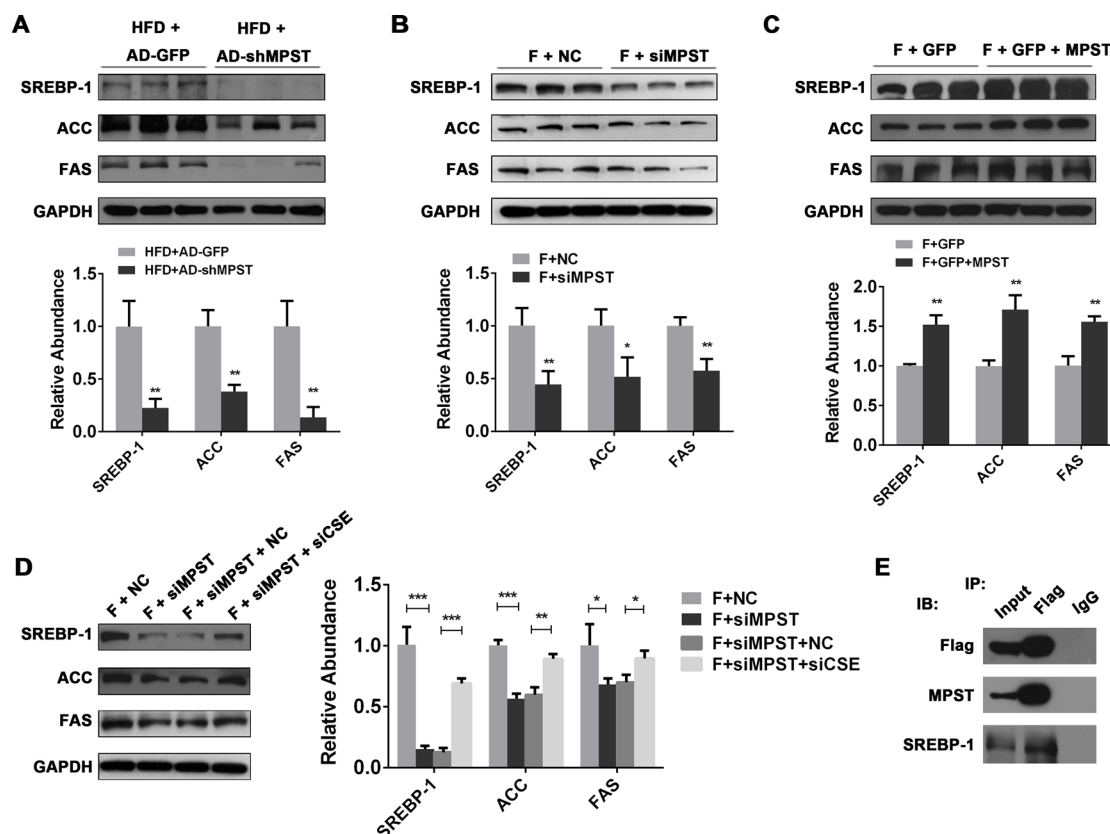 A
HFD +
AD-GFP
HFD +
AD-shMPST
SREBP-1
ACC
FAS
GAPDH
HFD+AD-GFP
HFD+AD-shMPST
Relative Abundance
1.5
1.0
0.5
0.0
**
**
**
SREBP-1
ACC
FAS
B
F + NC
F + siMPST
SREBP-1
ACC
FAS
GAPDH
F+NC
F+siMPST
Relative Abundance
1.5
1.0
0.5
0.0
**
*
**
SREBP-1
ACC
FAS
C
F + GFP
F + GFP + MPST
SREBP-1
ACC
FAS
GAPDH
F+GFP
F+GFP+MPST
Relative Abundance
2.0
1.5
1.0
0.5
0.0
**
**
**
SREBP-1
ACC
FAS
D
F + NC
F + siMPST
F + siMPST + NC
F + siMPST + siCSE
SREBP-1
ACC
FAS
GAPDH
Relative Abundance
1.5
1.0
0.5
0.0
***
***
***
**
*
*
F+NC
F+siMPST
F+siMPST+NC
F+siMPST+siCSE
SREBP-1
ACC
FAS
E
IP:
IB:
Input
Flag
IgG
Flag
MPST
SREBP-1